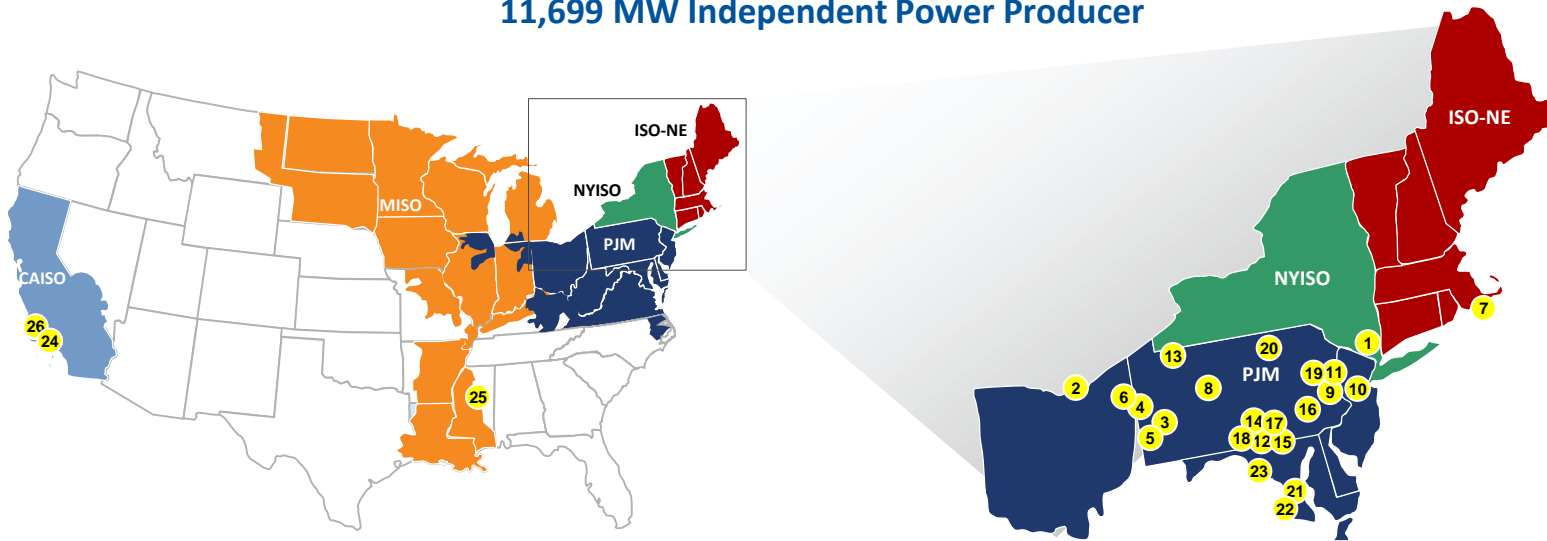 11,699 MW Independent Power Producer
ISO-NE
NYISO
MISO
PJM
CAISO
26
24
25
ISO-NE
NYISO
7
1
13
20
PJM
19
11
2
8
9
10
6
4
16
3
14
17
5
18
12
15
23
21
22